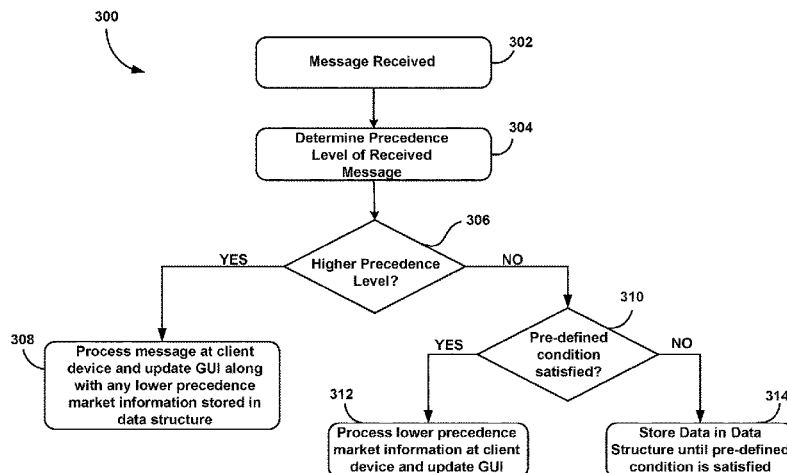 300
302
Message Received
304
Determine Precedence
Level of Received
Message
306
Higher Precedence
Level?
YES
NO
308
Process message at client
device and update GUI along
with any lower precedence
market information stored in
data structure
310
Pre-defined
condition
satisfied?
YES
NO
312
Process lower precedence
market information at client
device and update GUI
314
Store Data in Data
Structure until pre-defined
condition is satisfied